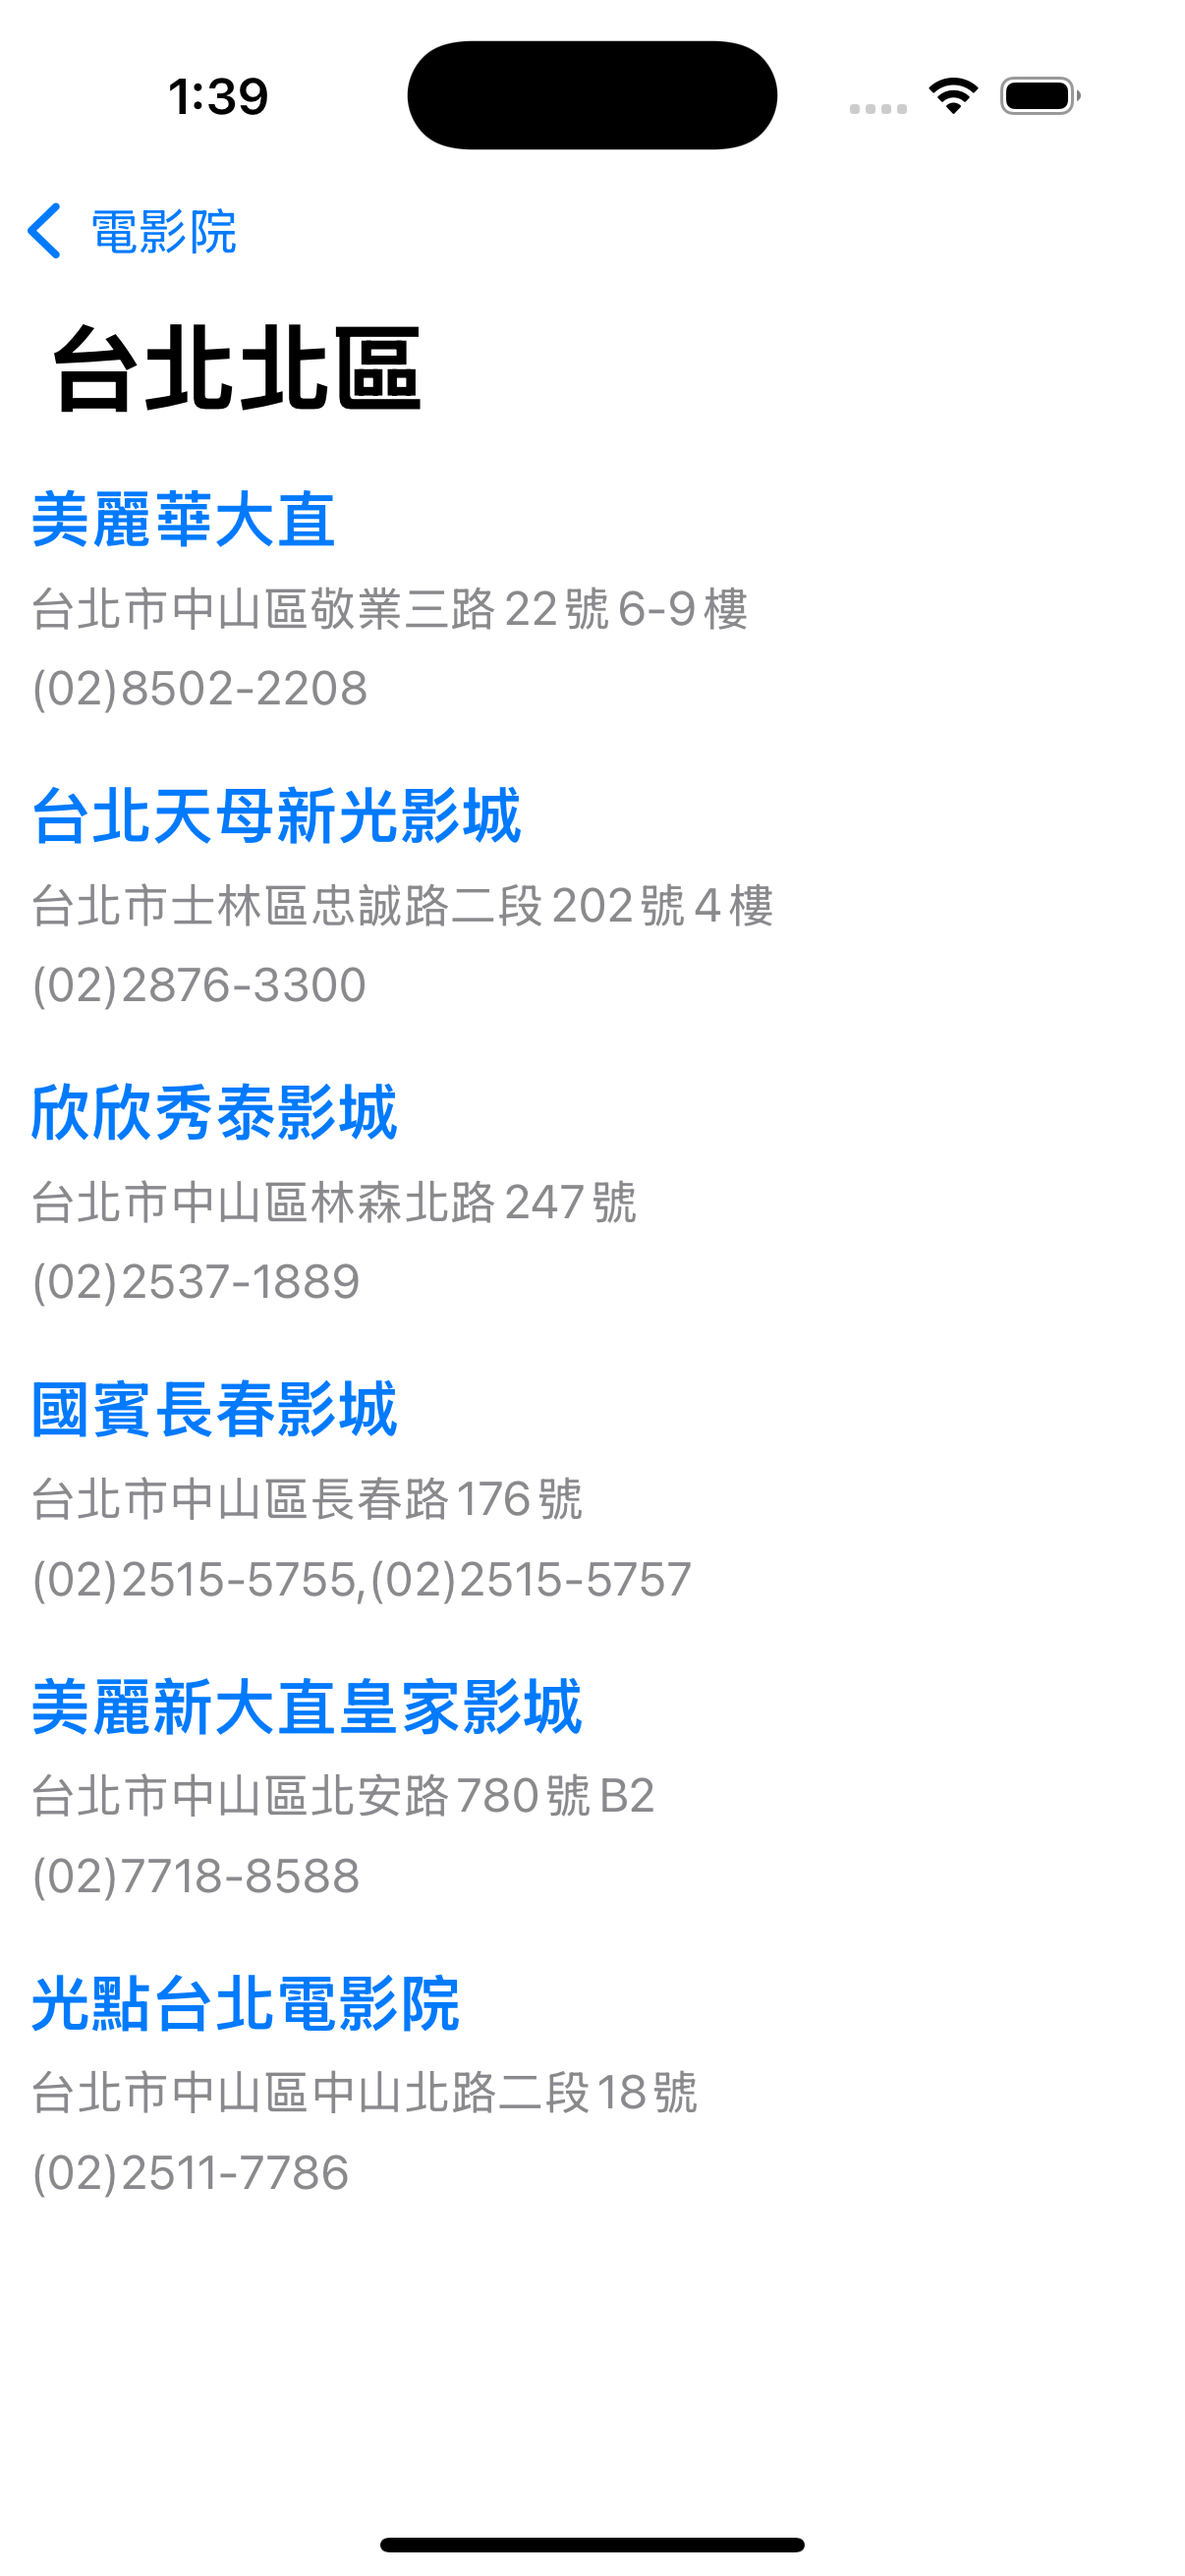 1:39
電影院
台北北區
美麗華大直
台北市中山區敬業三路22號6-9樓
(02)8502-2208
台北天母新光影城
台北市士林區忠誠路二段202號4樓
(02)2876-3300
欣欣秀泰影城
台北市中山區林森北路247號
(02)2537-1889
國賓長春影城
台北市中山區長春路176號
(02)2515-5755,(02)2515-5757
美麗新大直皇家影城
台北市中山區北安路780號B2
(02)7718-8588
光點台北電影院
台北市中山區中山北路二段18號
(02)2511-7786